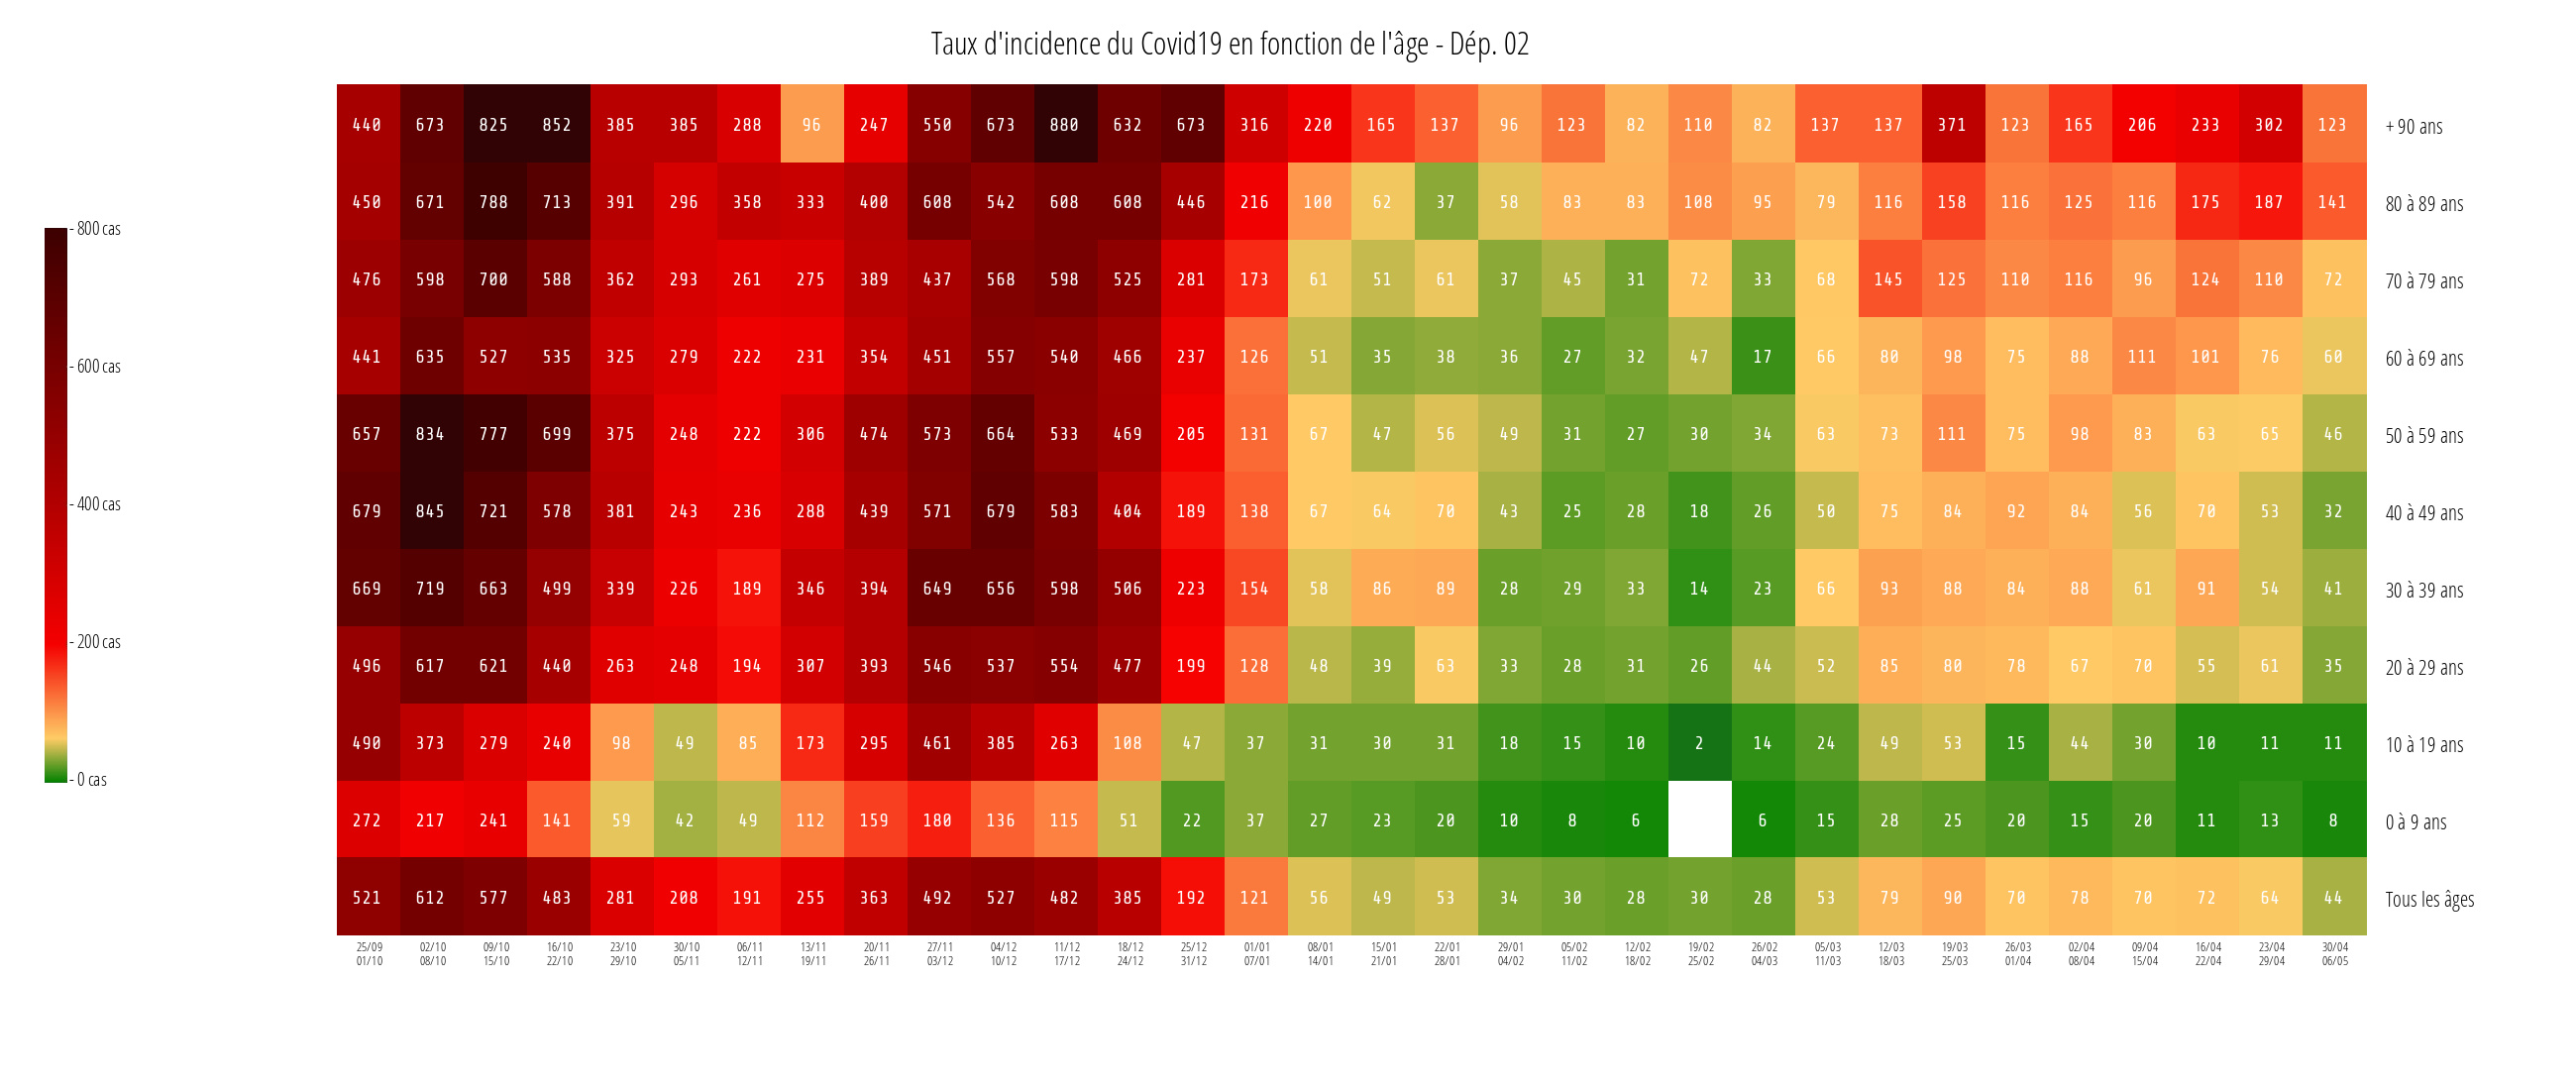 Taux d'incidence du Covid19 en fonction de l'âge - Dép. 02
440 673 825 852 385 385 288 96 247 550 673 880 632 673 316 220 165 137 96 123 82 110 82 137 137 371 123 165 206 233 302 123 + 90 ans
450 671 788 713 391 296 358 333 400 608 542 608 608 446 216 100 62 37 58 83 83 108 95 79 116 158 116 125 116 175 187 141 80 à 89 ans
- 800 cas
476 598 700 588 362 293 261 275 389 437 568 598 525 281 173 61 51 61 37 45 31 72 33 68 145 125 110 116 96 124 110 72 70 à 79 ans
441 635 527 535 325 279 222 231 354 451 557 540 466 237 126 51 35 38 36 27 32 47 17 66 80 98 75 88 111 101 76 60 60 à 69 ans
- 600 cas
657 834 777 699 375 248 222 306 474 573 664 533 469 205 131 67 47 56 49 31 27 30 34 63 73 111 75 98 83 63 65 46 50 à 59 ans
- 400 cas
679 845 721 578 381 243 236 288 439 571 679 583 404 189 138 67 64 70 43 25 28 18 26 50 75 84 92 84 56 70 53 32 40 à 49 ans
669 719 663 499 339 226 189 346 394 649 656 598 506 223 154 58 86 89 28 29 33 14 23 66 93 88 84 88 61 91 54 41 30 à 39 ans
- 200 cas
496 617 621 440 263 248 194 307 393 546 537 554 477 199 128 48 39 63 33 28 31 26 44 52 85 80 78 67 70 55 61 35 20 à 29 ans
490 373 279 240 98 49 85 173 295 461 385 263 108 47 37 31 30 31 18 15 10 2 14 24 49 53 15 44 30 10 11 11 10 à 19 ans
- 0 cas
272 217 241 141 59 42 49 112 159 180 136 115 51 22 37 27 23 20 10 8 6 6 15 28 25 20 15 20 11 13 8 0 à 9 ans
521 612 577 483 281 208 191 255 363 492 527 482 385 192 121 56 49 53 34 30 28 30 28 53 79 90 70 78 70 72 64 44 Tous les âges
25/09 02/10 09/10 16/10 23/10 30/10 06/11 13/11 20/11 27/11 04/12 11/12 18/12 25/12 01/01 08/01 15/01 22/01 29/01 05/02 12/02 19/02 26/02 05/03 12/03 19/03 26/03 02/04 09/04 16/04 23/04 30/04
01/10 08/10 15/10 22/10 29/10 05/11 12/11 19/11 26/11 03/12 10/12 17/12 24/12 31/12 07/01 14/01 21/01 28/01 04/02 11/02 18/02 25/02 04/03 11/03 18/03 25/03 01/04 08/04 15/04 22/04 29/04 06/05